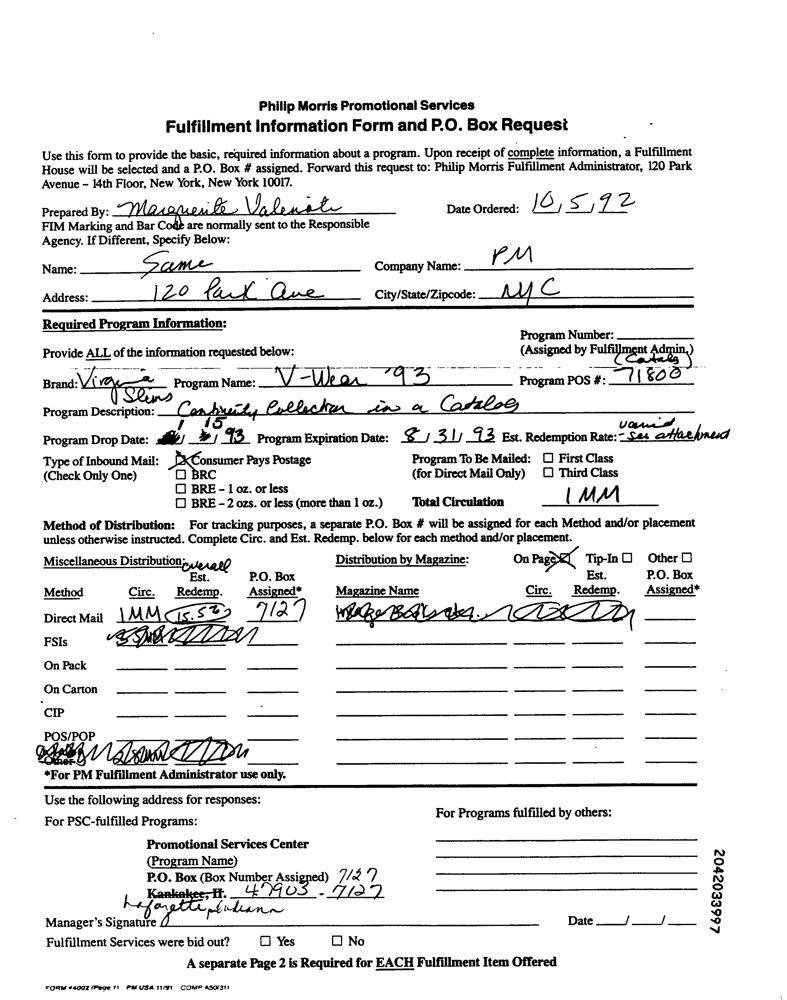 Philip Morris Promotional Services
Fulfillment Information Form and P.O. Box Request
Use this form to provide the basic, required information about a program. Upon receipt of complete information, a Fulfillment
House will be selected and a P.O. Box # assigned. Forward this request to: Philip Morris Fulfillment Administrator, 120 Park
Avenue – 14th Floor, New York, New York 10017.
Prepared By: Marguerite Date Ordered: 10/5/92
FIM Marking and Bar Code are normally sent to the Responsible
Agency. If Different, Specify Below:
Name: Same Company Name: PM
Address: 120 Park Ave City/State/Zipcode: NYC
Required Program Information:
Program Number:
Provide ALL of the information requested below: (Assigned by Fulfillment Admin.)
(Catalog)
Brand: Virginia Slims Program Name: V-Wear '93 Program POS #: 71800
Program Description: Continuity Collection in a Catalog
Program Drop Date: 1/15/93 Program Expiration Date: 8/31/93 Est. Redemption Rate: varied - see attachment
Type of Inbound Mail: ☒ Consumer Pays Postage Program To Be Mailed: ☐ First Class
(Check Only One) ☐ BRC (for Direct Mail Only) ☐ Third Class
☐ BRE – 1 oz. or less
☐ BRE – 2 ozs. or less (more than 1 oz.) Total Circulation 1MM
Method of Distribution: For tracking purposes, a separate P.O. Box # will be assigned for each Method and/or placement
unless otherwise instructed. Complete Circ. and Est. Redemp. below for each method and/or placement.
Miscellaneous Distribution: overall Distribution by Magazine: On Page ☒ Tip-In ☐ Other ☐
Est. P.O. Box Est. P.O. Box
Method Circ. Redemp. Assigned* Magazine Name Circ. Redemp. Assigned*
Direct Mail 1MM 7127
FSIs
On Pack
On Carton
CIP
POS/POP
Other
*For PM Fulfillment Administrator use only.
Use the following address for responses:
For PSC-fulfilled Programs: For Programs fulfilled by others:
Promotional Services Center
(Program Name)
P.O. Box (Box Number Assigned) 7127
Kankakee, Il. 47903 - 7127
Lafayette, Indiana
Manager's Signature Date / /
Fulfillment Services were bid out? ☐ Yes ☐ No
A separate Page 2 is Required for EACH Fulfillment Item Offered
FORM #4002 (Page 1) PM USA 11/91 COMP A50(311)
2042033997